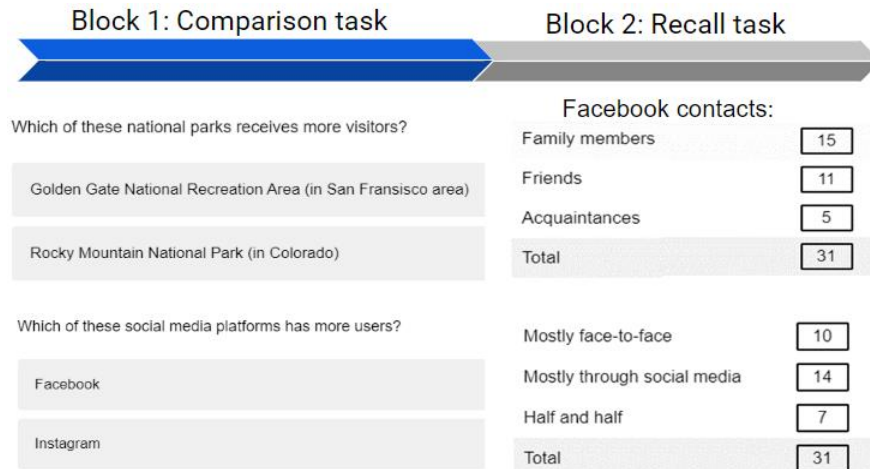 Block 1: Comparison task
Which of these national parks receives more visitors?
Golden Gate National Recreation Area (in San Fransisco area)
Rocky Mountain National Park (in Colorado)
Which of these social media platforms has more users?
Facebook
Instagram
Block 2: Recall task
Facebook contacts:
Family members 15
Friends 11
Acquaintances 5
Total 31
Mostly face-to-face 10
Mostly through social media 14
Half and half 7
Total 31